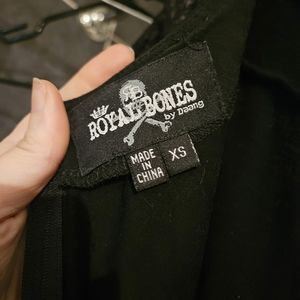 ROYAL BONES
by Daang
MADE
IN
CHINA
XS